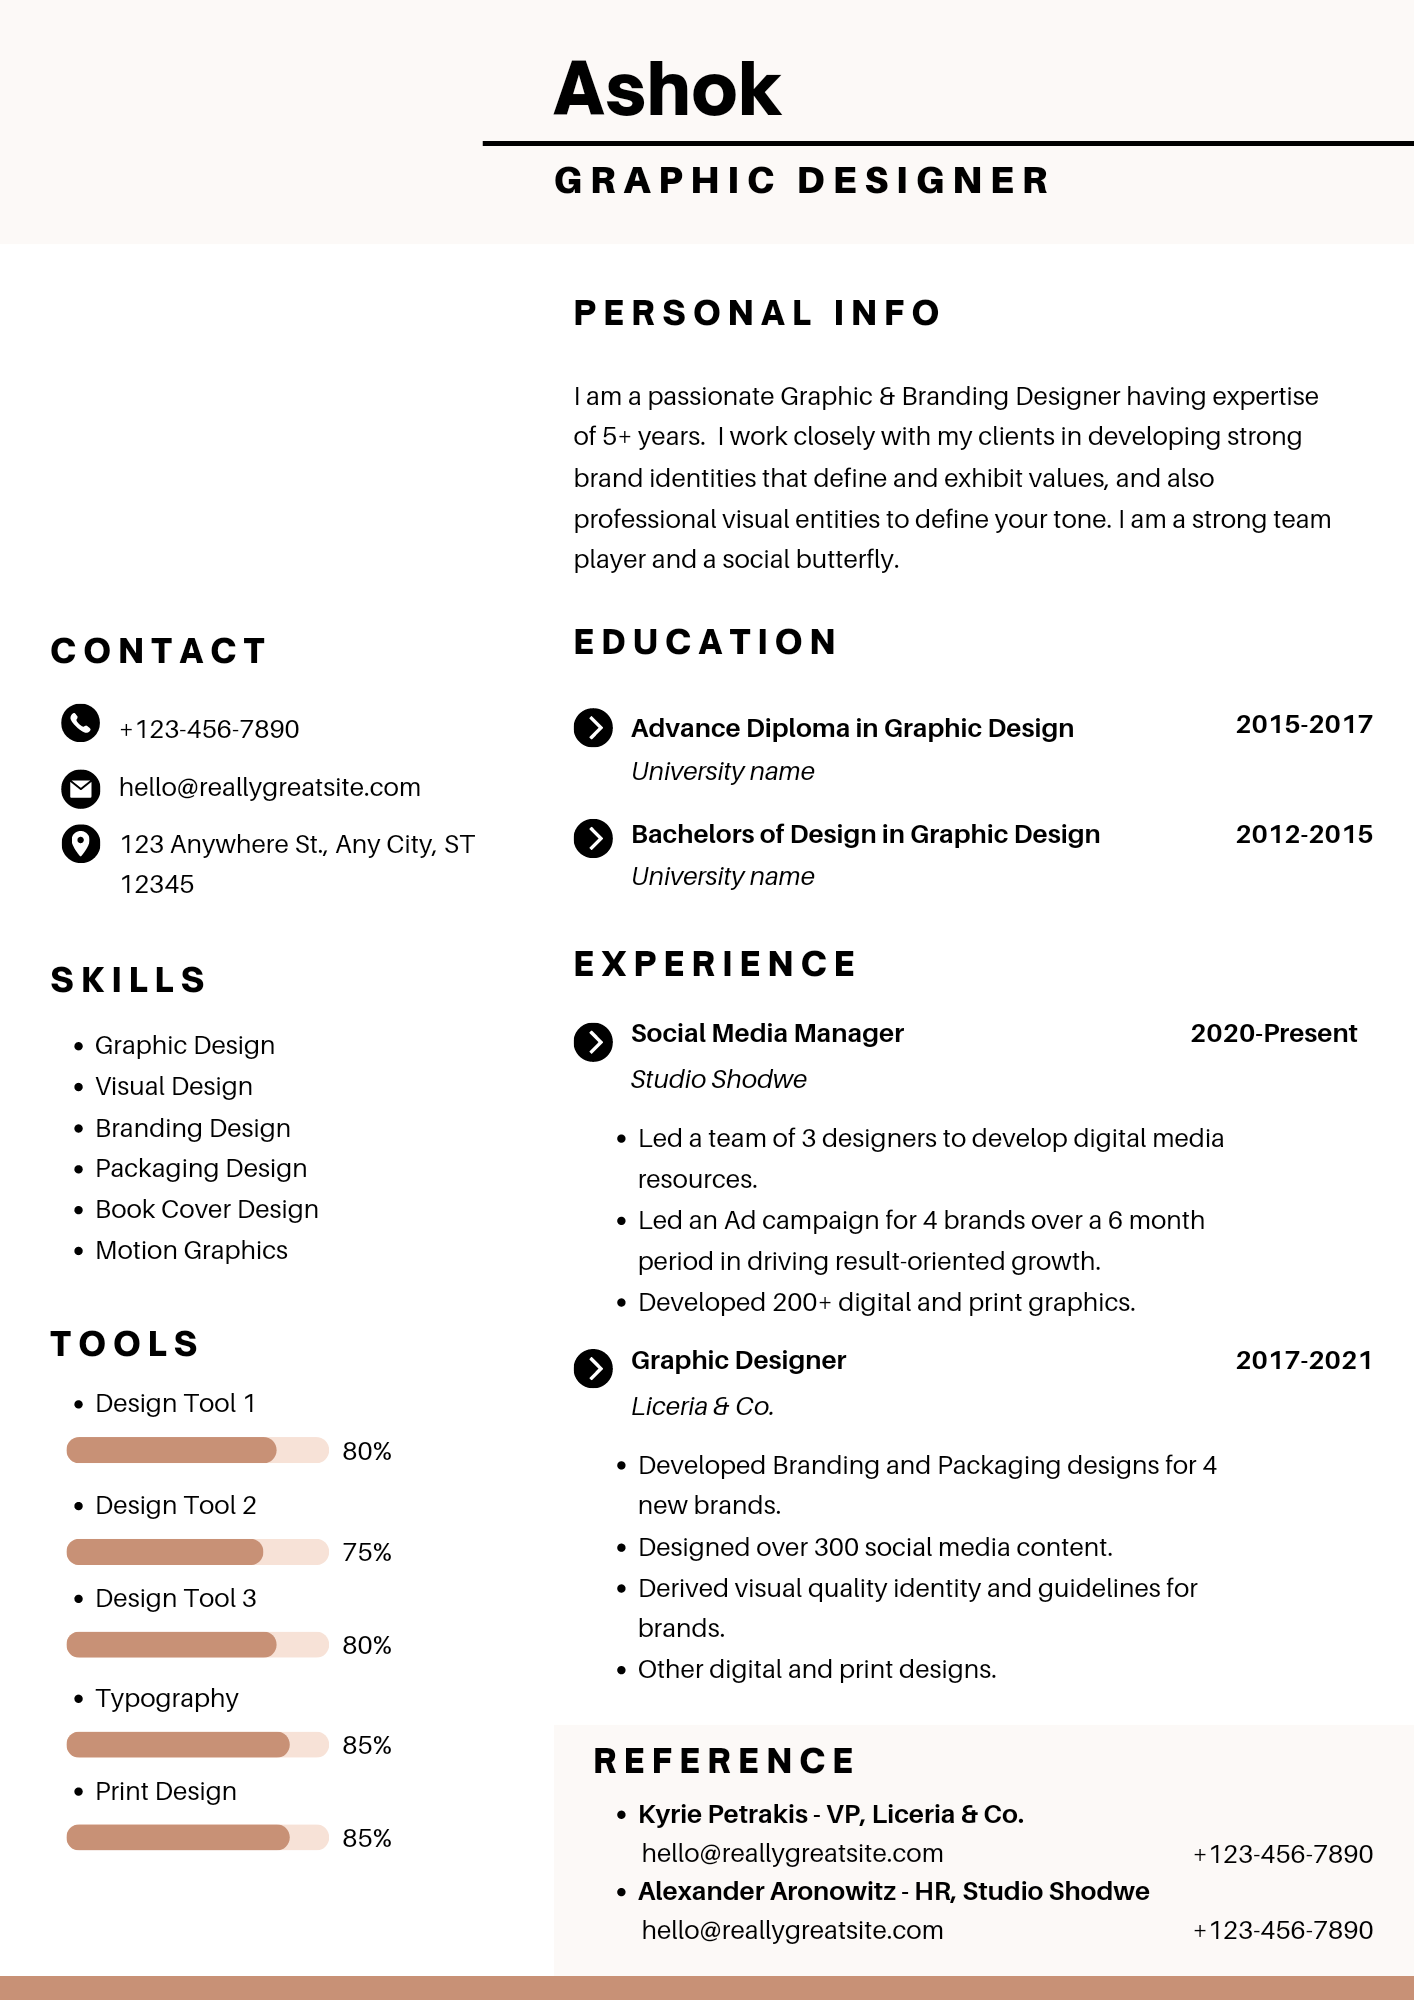 Ashok
GRAPHIC DESIGNER
CONTACT
+123-456-7890
hello@reallygreatsite.com
123 Anywhere St., Any City, ST
12345
SKILLS
• Graphic Design
• Visual Design
• Branding Design
• Packaging Design
• Book Cover Design
• Motion Graphics
TOOLS
• Design Tool 1
80%
• Design Tool 2
75%
• Design Tool 3
80%
• Typography
85%
• Print Design
85%
PERSONAL INFO
I am a passionate Graphic & Branding Designer having expertise
of 5+ years.  I work closely with my clients in developing strong
brand identities that define and exhibit values, and also
professional visual entities to define your tone. I am a strong team
player and a social butterfly.
EDUCATION
Advance Diploma in Graphic Design 2015-2017
University name
Bachelors of Design in Graphic Design 2012-2015
University name
EXPERIENCE
Social Media Manager 2020-Present
Studio Shodwe
• Led a team of 3 designers to develop digital media
resources.
• Led an Ad campaign for 4 brands over a 6 month
period in driving result-oriented growth.
• Developed 200+ digital and print graphics.
Graphic Designer 2017-2021
Liceria & Co.
• Developed Branding and Packaging designs for 4
new brands.
• Designed over 300 social media content.
• Derived visual quality identity and guidelines for
brands.
• Other digital and print designs.
REFERENCE
• Kyrie Petrakis - VP, Liceria & Co.
hello@reallygreatsite.com +123-456-7890
• Alexander Aronowitz - HR, Studio Shodwe
hello@reallygreatsite.com +123-456-7890